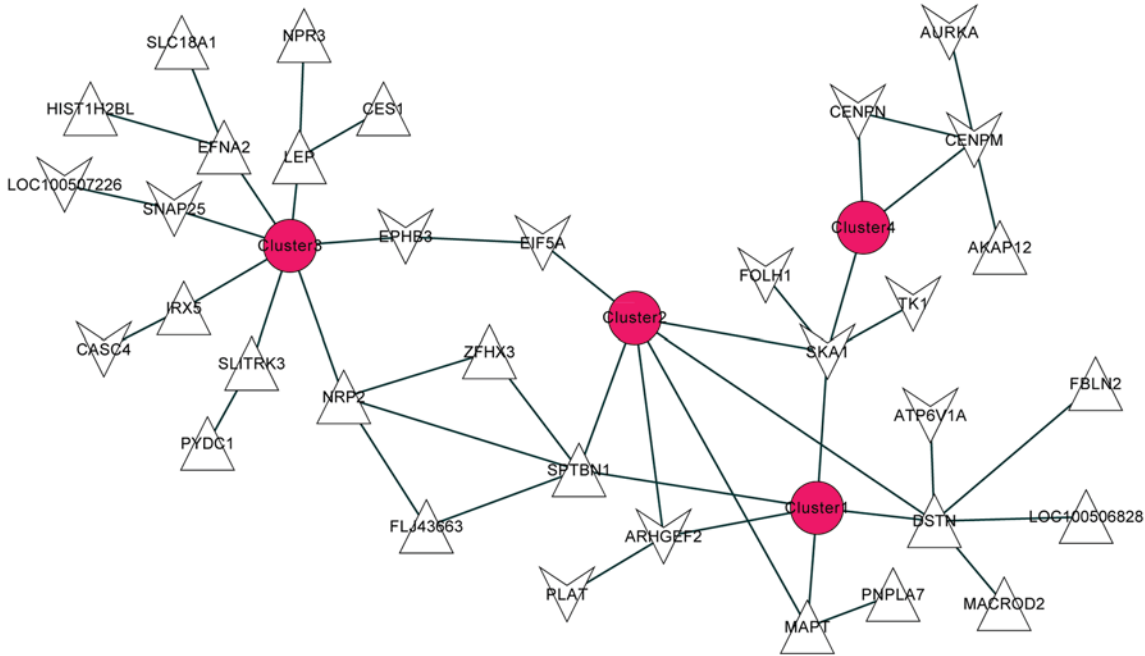 AURKA
NPR3
SLC18A1
HIST1H2BL
CES1
CENPN
CENPM
EFNA2
LEP
LOC100507226
SNAP25
Cluster4
EPHB3
EIF5A
Cluster3
AKAP12
FOLH1
IRX5
TK1
Cluster2
CASC4
SLITRK3
ZFHX3
SKA1
FBLN2
NRP2
ATP6V1A
PYDC1
SPTBN1
Cluster1
LOC100506828
DSTN
FLJ43663
ARHGEF2
PLAT
PNPLA7
MACROD2
MAPT